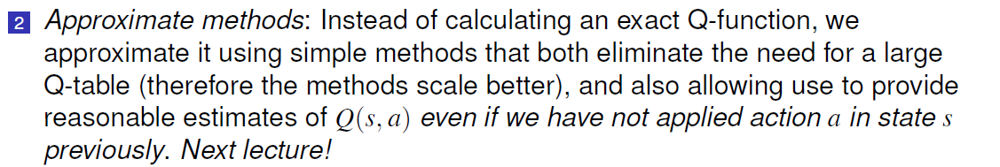 2 Approximate methods: Instead of calculating an exact Q-function, we
approximate it using simple methods that both eliminate the need for a large
Q-table (therefore the methods scale better), and also allowing use to provide
reasonable estimates of Q(s, a) even if we have not applied action a in state s
previously. Next lecture!